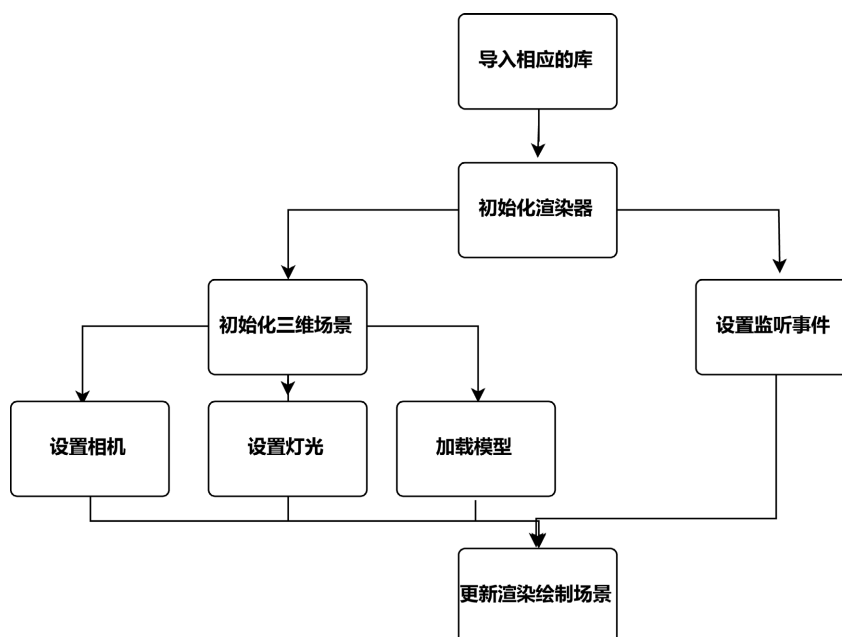 导入相应的库
初始化渲染器
初始化三维场景
设置监听事件
设置相机
设置灯光
加载模型
更新渲染绘制场景